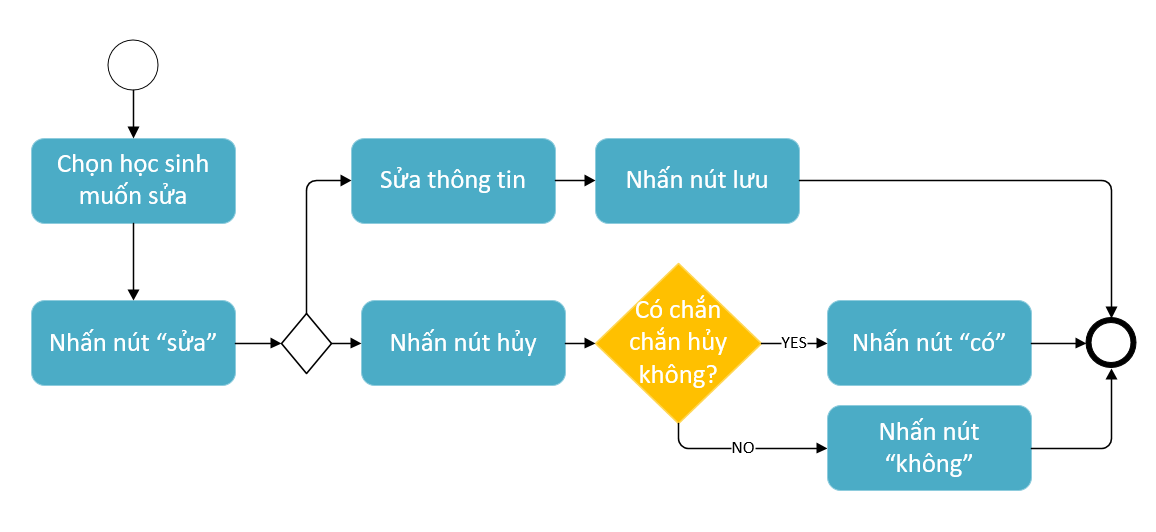 Chọn học sinh
muốn sửa
Sửa thông tin
Nhấn nút lưu
Nhấn nút “sửa”
Nhấn nút hủy
Có chắn
chắn hủy
không?
YES
Nhấn nút “có”
NO
Nhấn nút
“không”